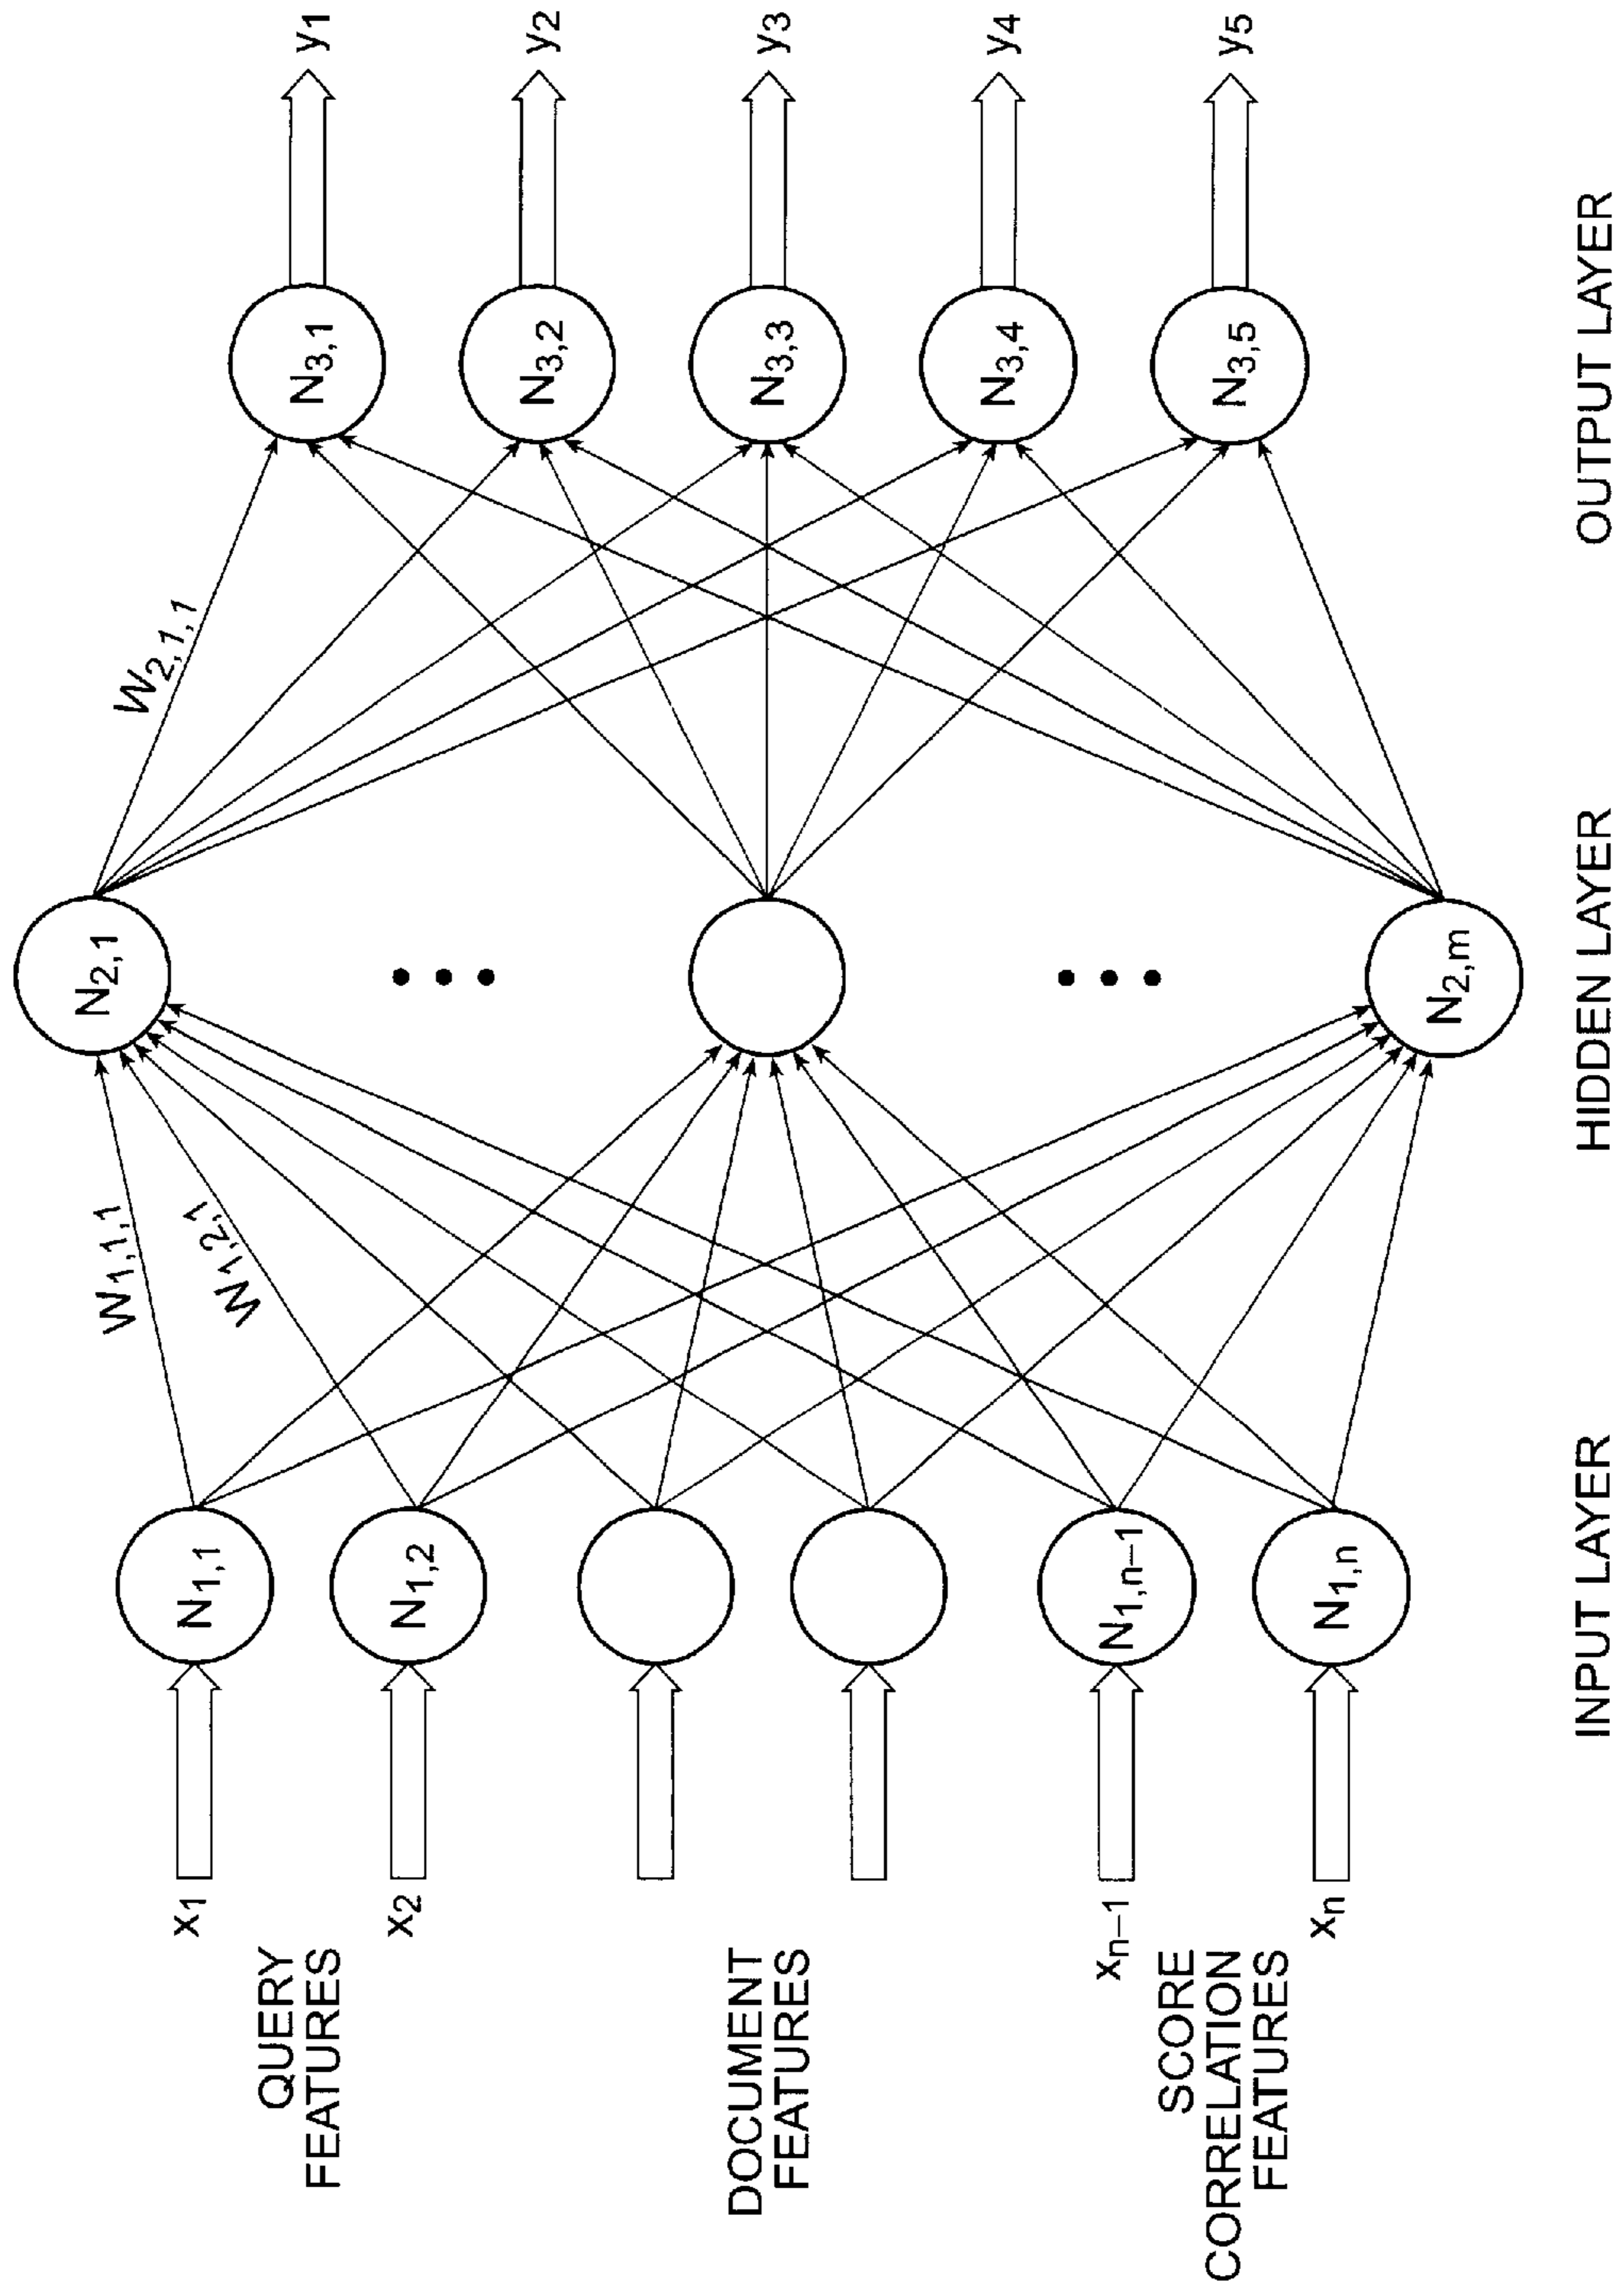 QUERY
FEATURES
x1
x2
DOCUMENT
FEATURES
xn–1
SCORE
CORRELATION
FEATURES
xn
N1,1
N1,2
N1,n–1
N1,n
W1,1,1
W1,2,1
N2,1
N2,m
W2,1,1
N3,1
N3,2
N3,3
N3,4
N3,5
y1
y2
y3
y4
y5
INPUT LAYER
HIDDEN LAYER
OUTPUT LAYER